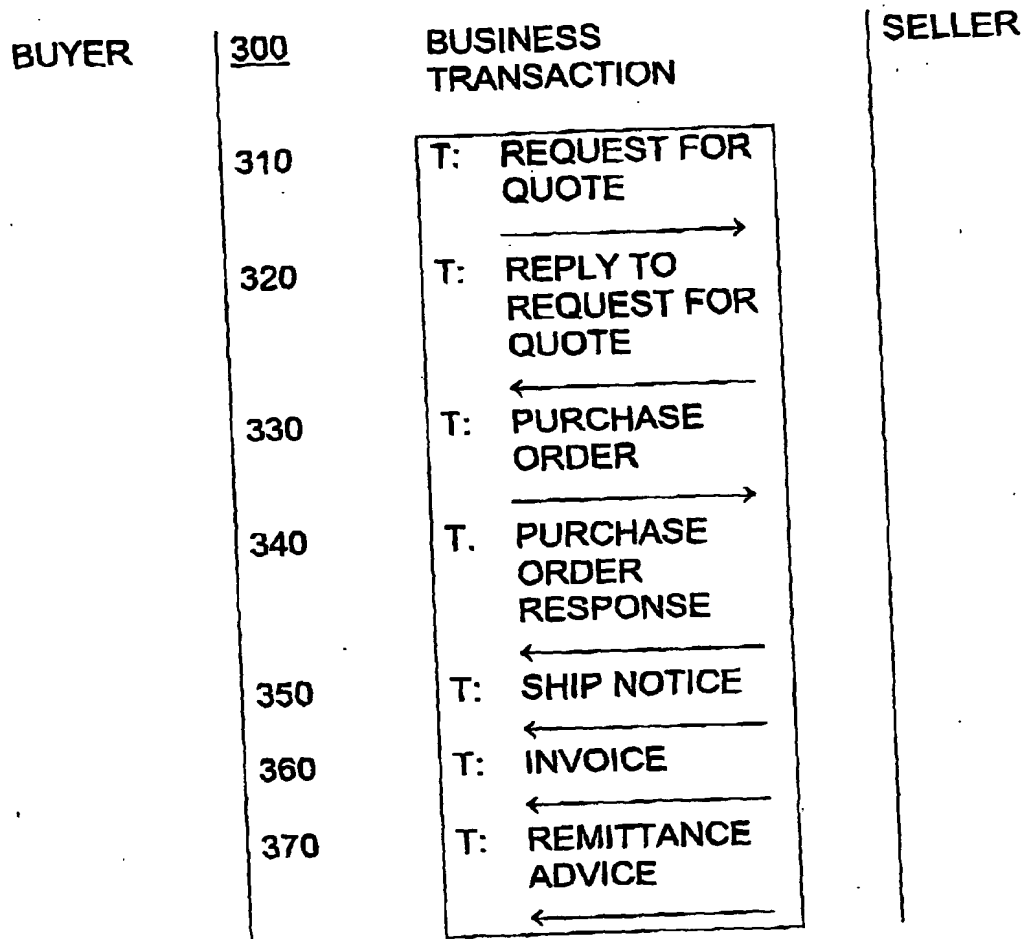 BUYER 300 BUSINESS SELLER
TRANSACTION
310 T: REQUEST FOR
QUOTE
320 T: REPLY TO
REQUEST FOR
QUOTE
330 T: PURCHASE
ORDER
340 T. PURCHASE
ORDER
RESPONSE
350 T: SHIP NOTICE
360 T: INVOICE
370 T: REMITTANCE
ADVICE